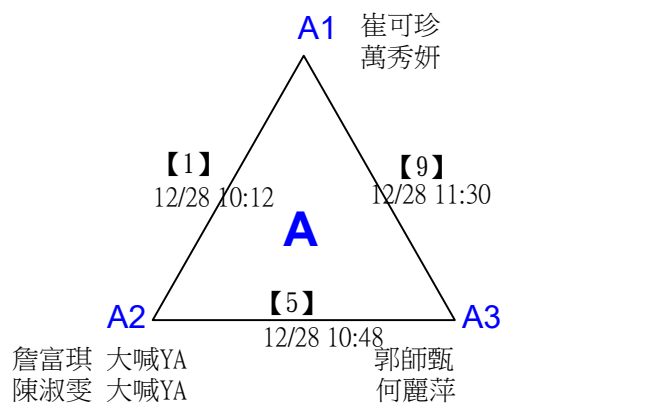 A1 崔可珍
萬秀妍
【1】
12/28 10:12
【9】
12/28 11:30
A
【5】
12/28 10:48
A2
A3
詹富琪 大喊YA
陳淑雯 大喊YA
郭師甄
何麗萍